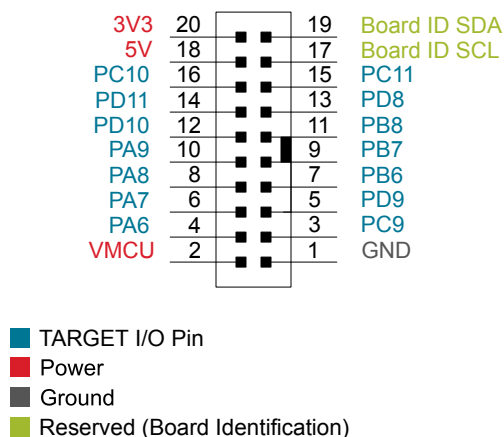 3V3 20 19 Board ID SDA
5V 18 17 Board ID SCL
PC10 16 15 PC11
PD11 14 13 PD8
PD10 12 11 PB8
PA9 10 9 PB7
PA8 8 7 PB6
PA7 6 5 PD9
PA6 4 3 PC9
VMCU 2 1 GND
TARGET I/O Pin
Power
Ground
Reserved (Board Identification)